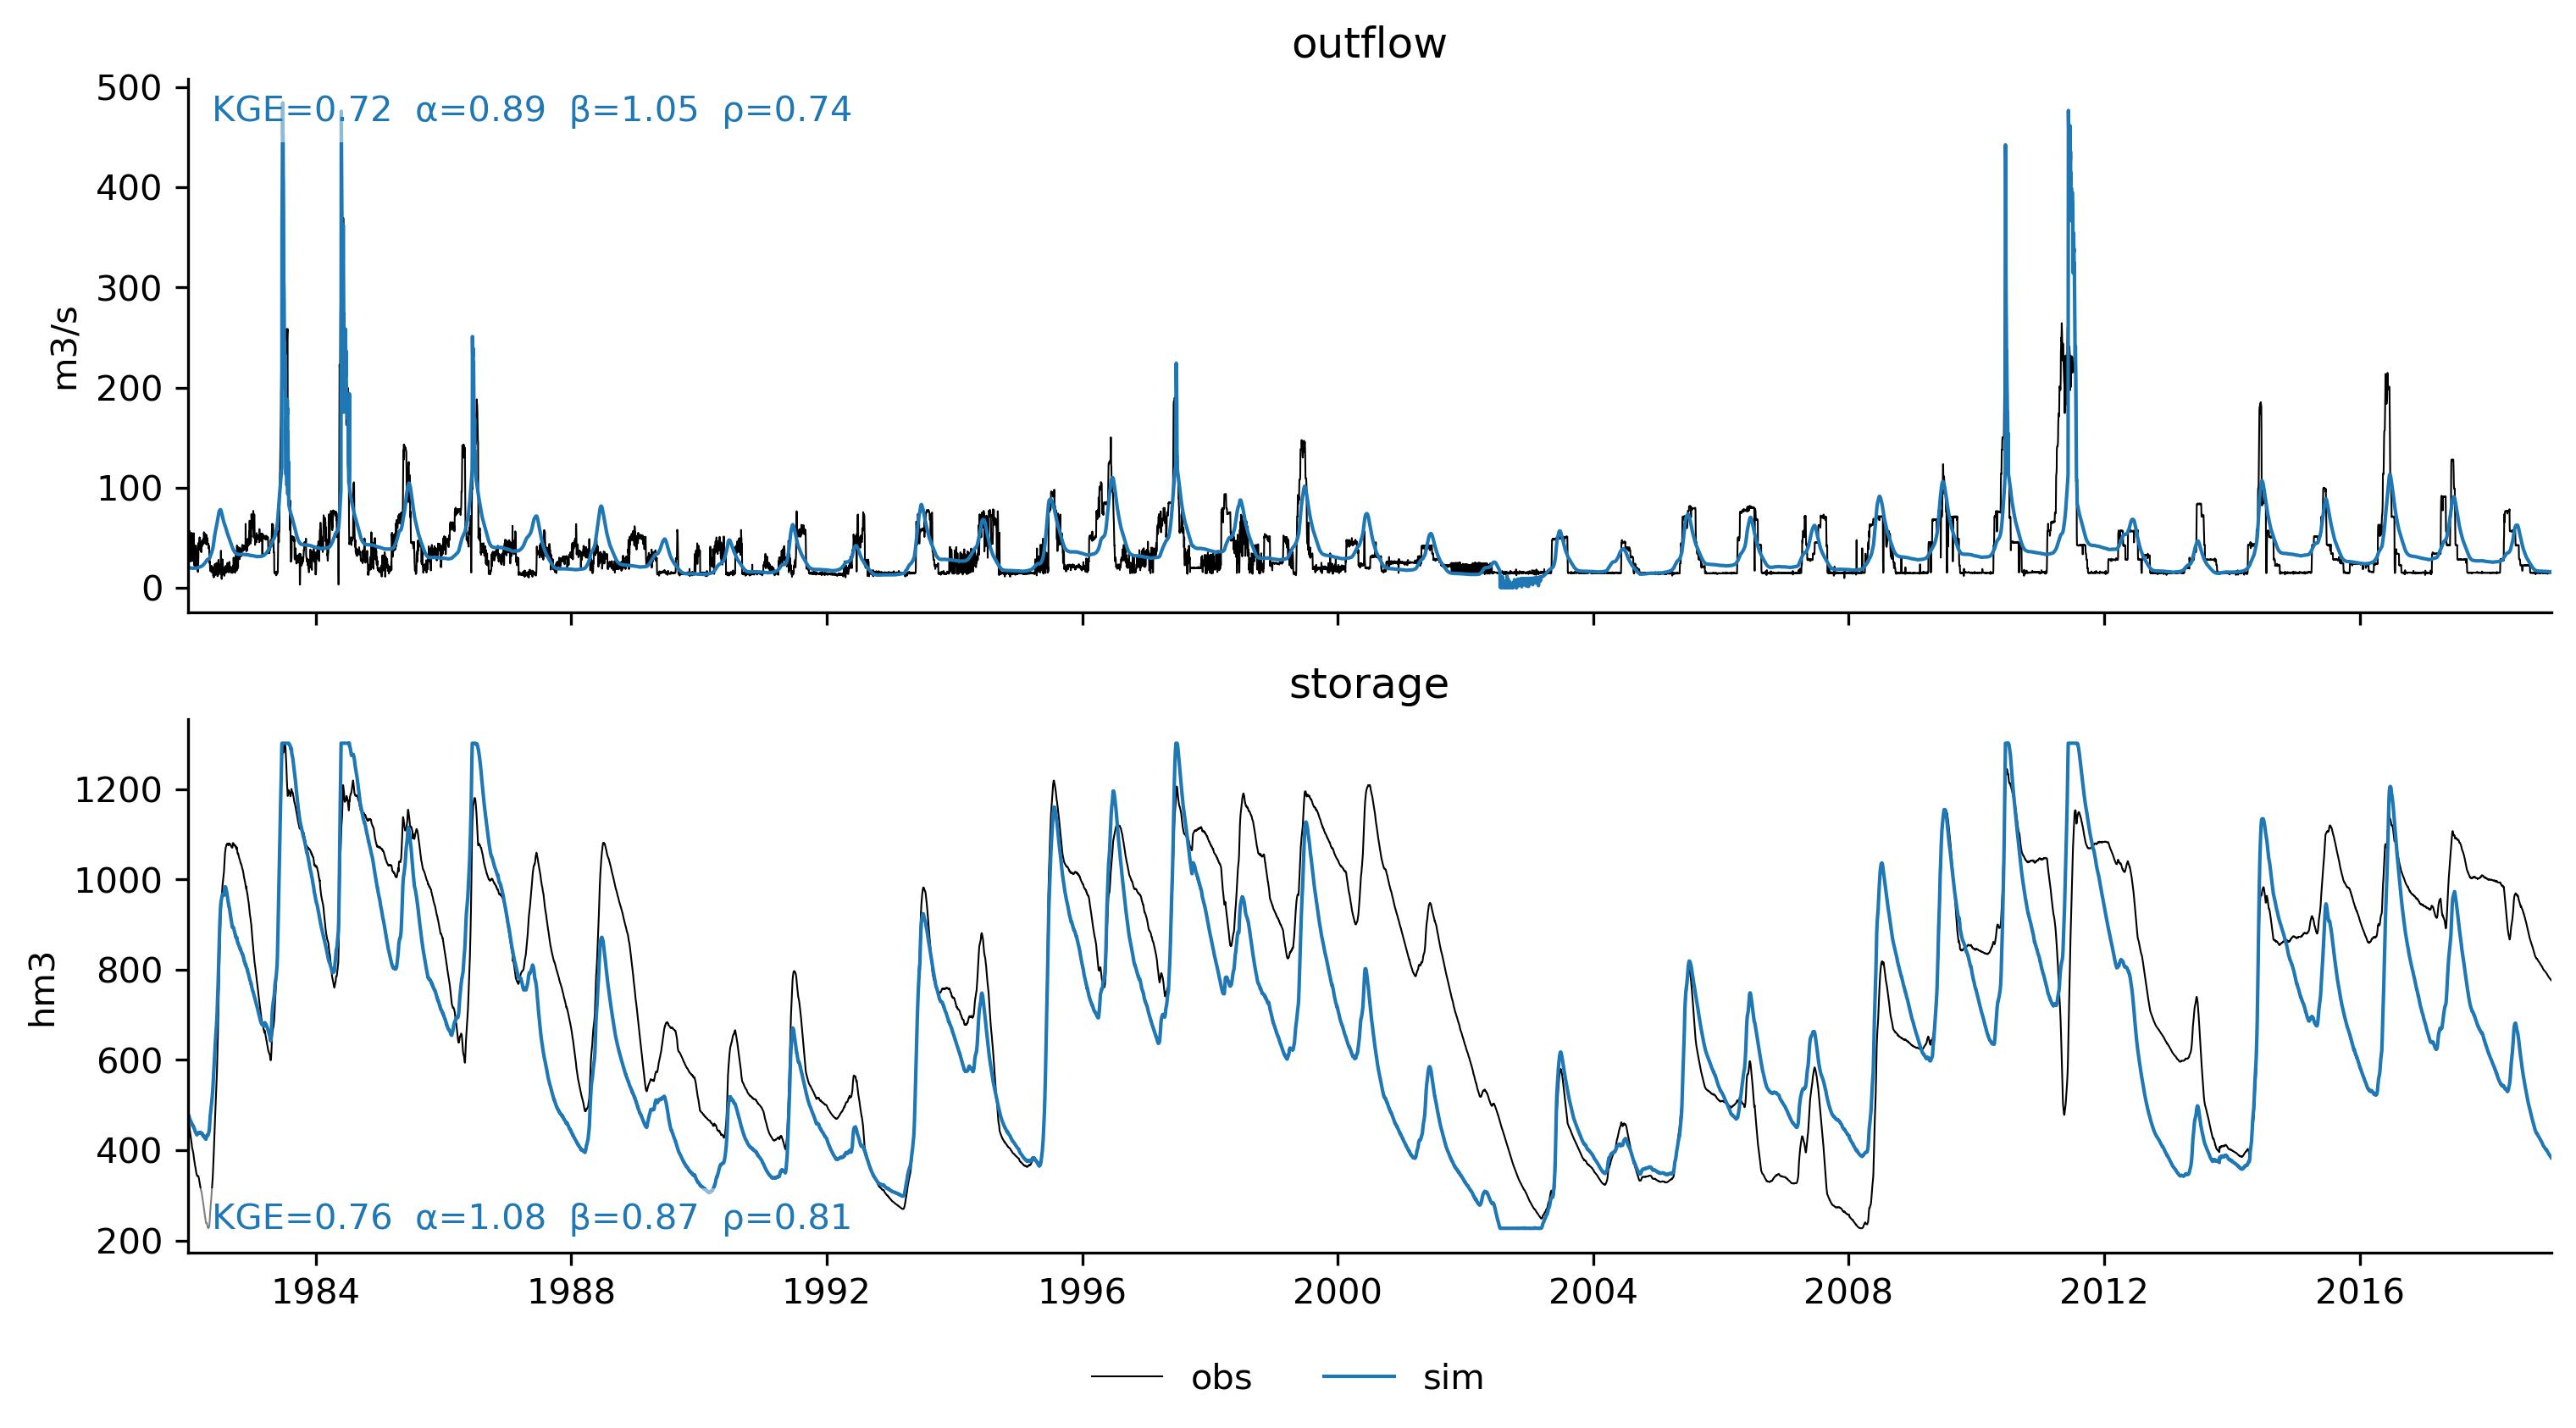 outflow
500
KGE=0.72 α=0.89 β=1.05 ρ=0.74
400
300
m3/s
200
100
0
storage
1200
1000
800
hm3
600
400
KGE=0.76 α=1.08 β=0.87 ρ=0.81
200
1984 1988 1992 1996 2000 2004 2008 2012 2016
obs sim